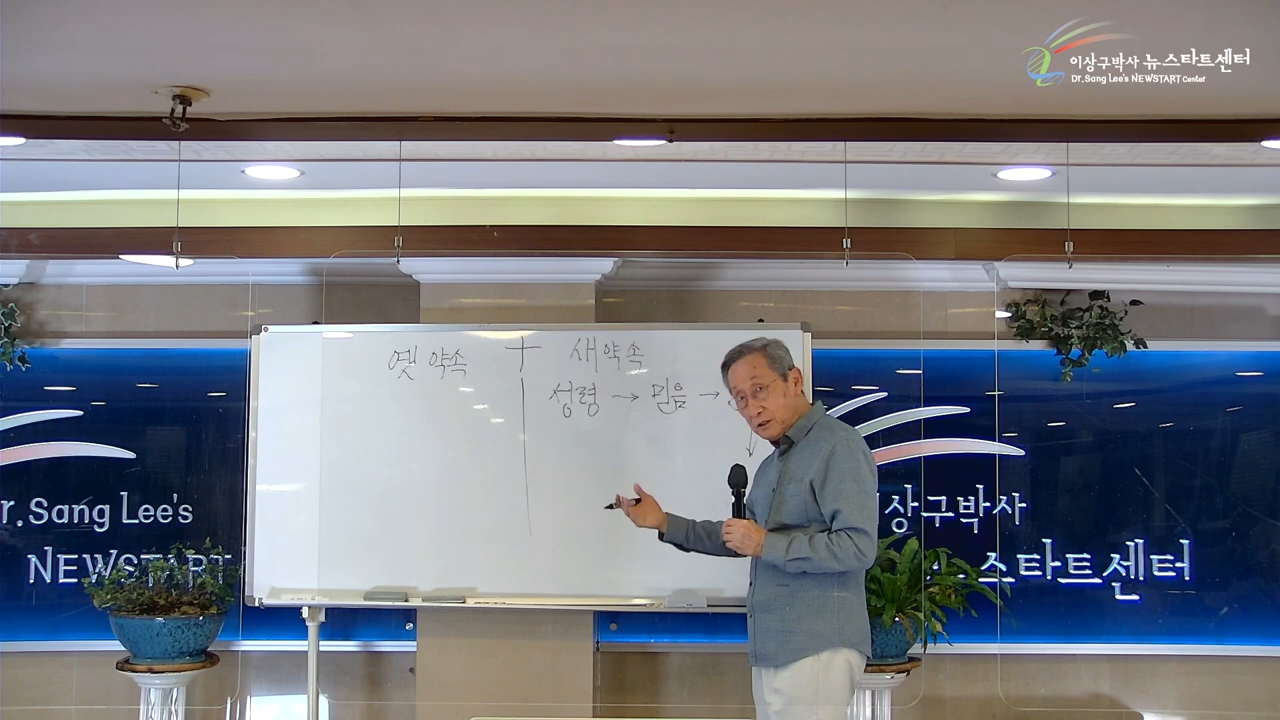 이상구박사 뉴스타트센터
Dr. Sang Lee's NEWSTART Center
옛 약속 새약속
성령 → 믿음 →
Dr. Sang Lee's
NEWSTART
이상구박사
스타트센터